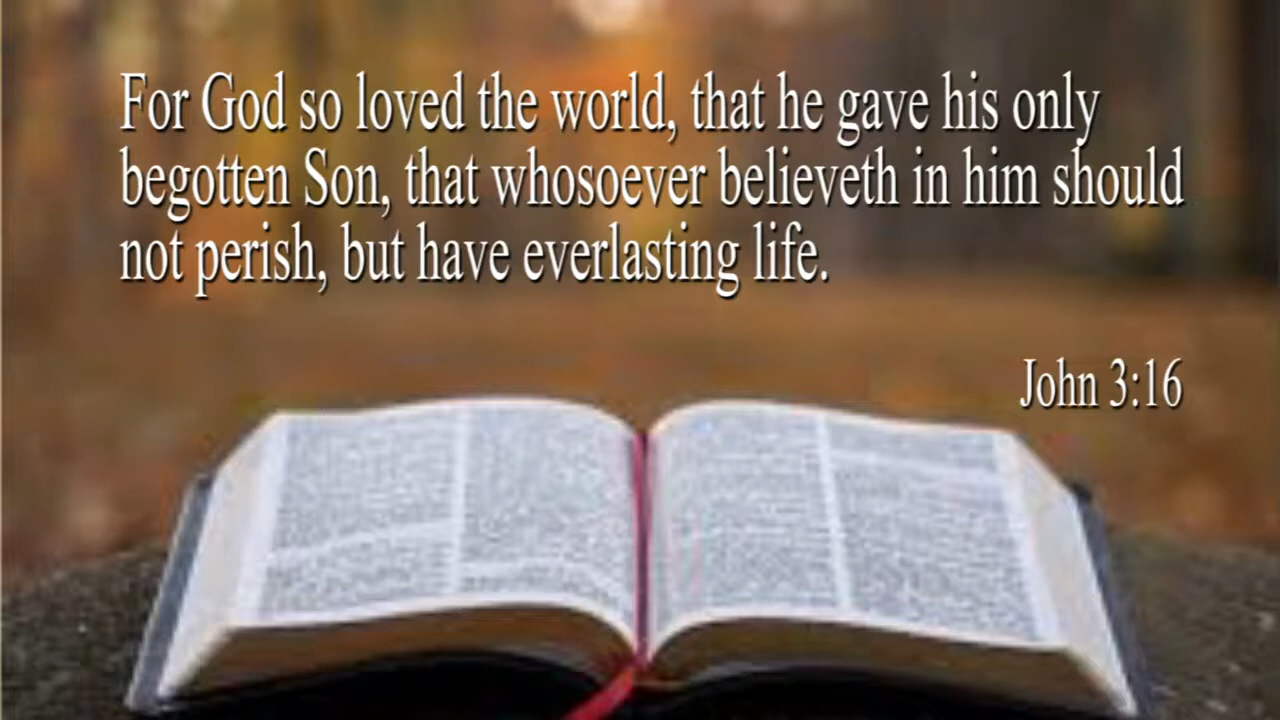 For God so loved the world, that he gave his only
begotten Son, that whosoever believeth in him should
not perish, but have everlasting life.
John 3:16